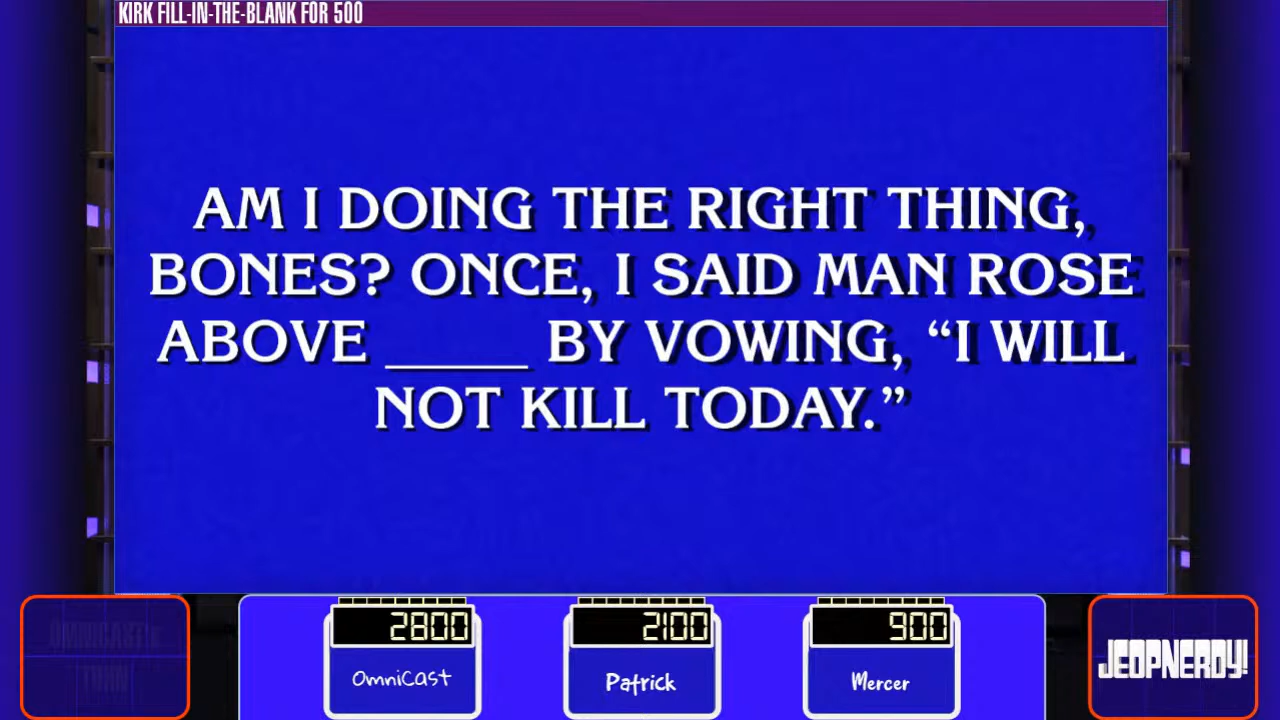 KIRK FILL-IN-THE-BLANK FOR 500
AM I DOING THE RIGHT THING,
BONES? ONCE, I SAID MAN ROSE
ABOVE _____ BY VOWING, “I WILL
NOT KILL TODAY.”
2800
2100
900
OmniCast
Patrick
Mercer
JEOPNERDY!